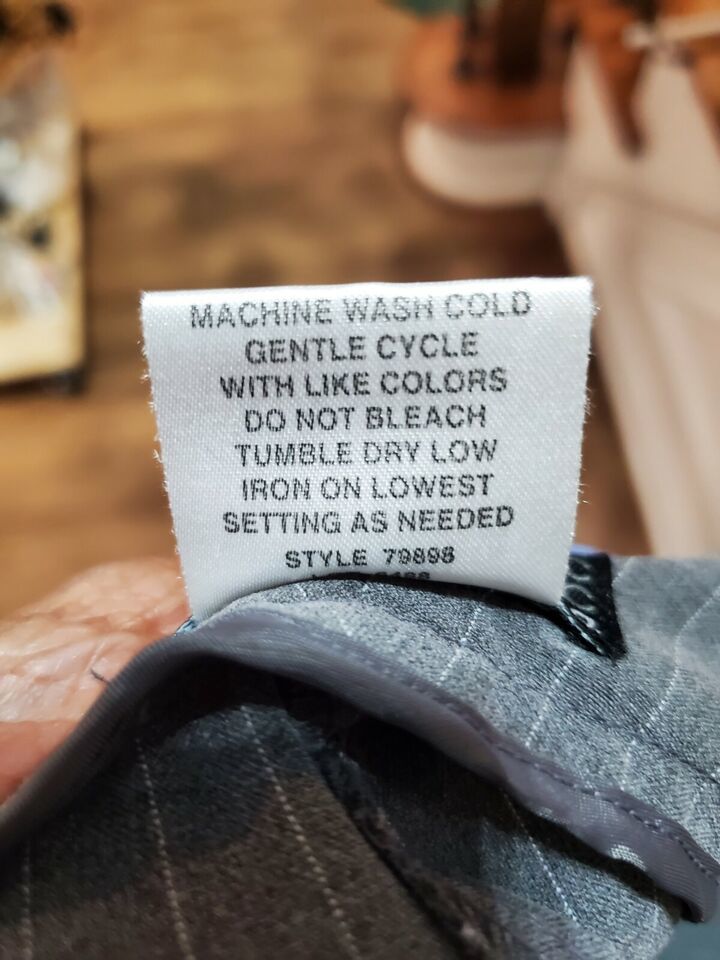 MACHINE WASH COLD
GENTLE CYCLE
WITH LIKE COLORS
DO NOT BLEACH
TUMBLE DRY LOW
IRON ON LOWEST
SETTING AS NEEDED
STYLE 79898